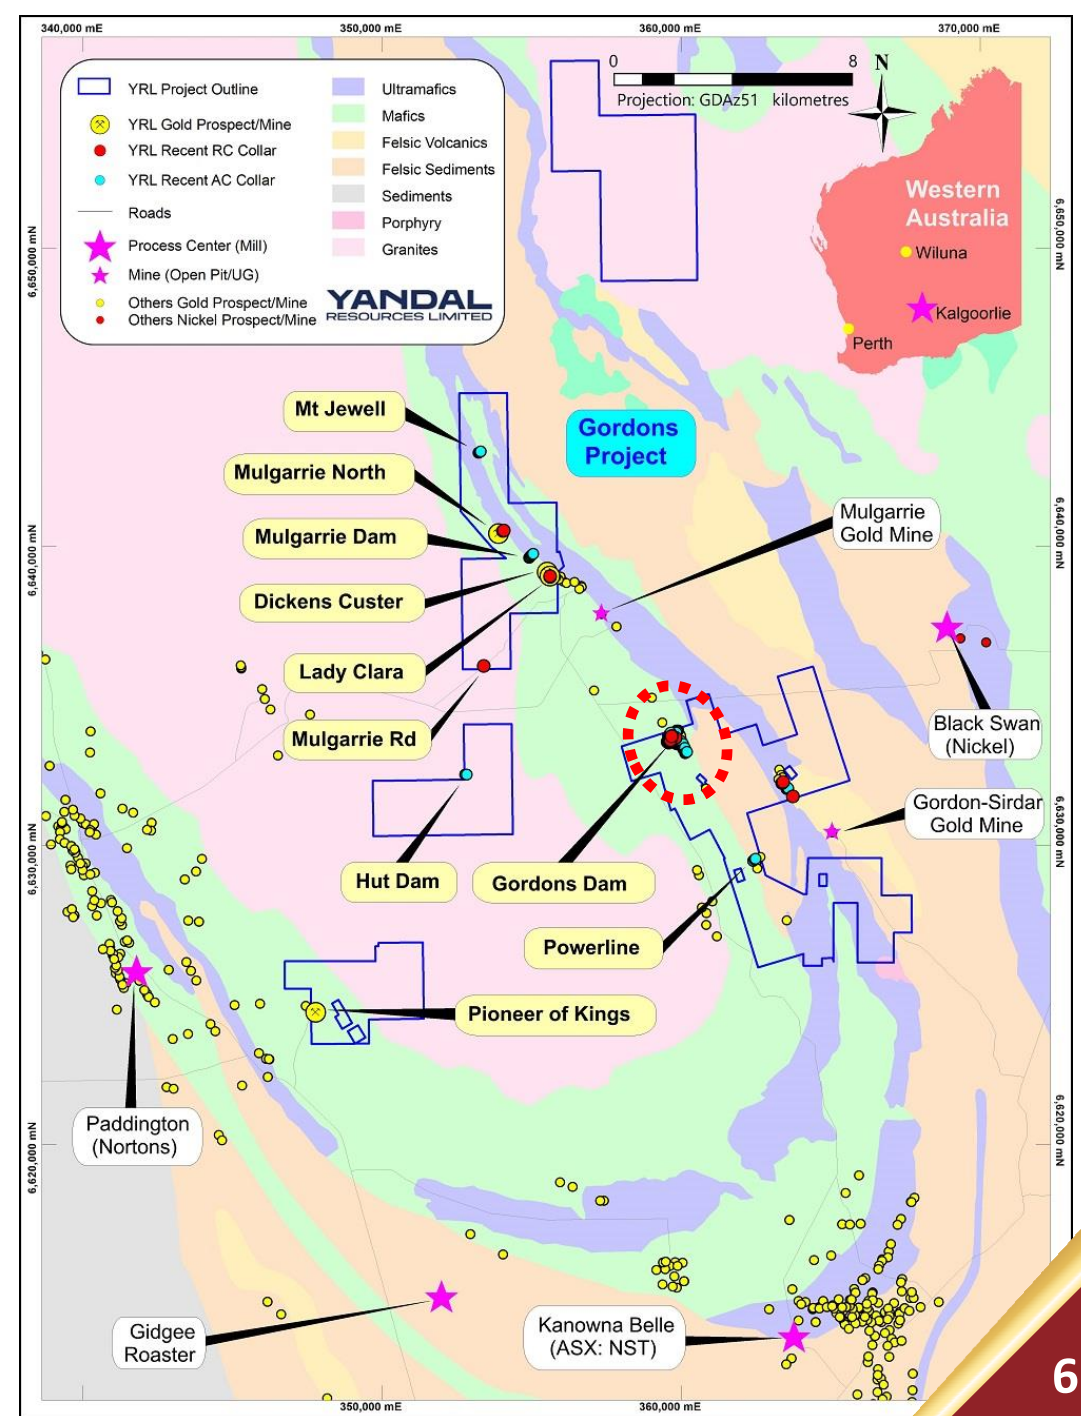 340,000 mE
350,000 mE
360,000 mE
370,000 mE
YRL Project Outline
YRL Gold Prospect/Mine
YRL Recent RC Collar
YRL Recent AC Collar
Roads
Process Center (Mill)
Mine (Open Pit/UG)
Others Gold Prospect/Mine
Others Nickel Prospect/Mine
Ultramafics
Mafics
Felsic Volcanics
Felsic Sediments
Sediments
Porphyry
Granites
YANDAL
RESOURCES LIMITED
0
8
Projection: GDAz51 kilometres
N
Western
Australia
Wiluna
Kalgoorlie
Perth
6,650,000 mN
6,650,000 mN
Mt Jewell
Gordons
Project
Mulgarrie North
Mulgarrie
Gold Mine
Mulgarrie Dam
6,640,000 mN
6,640,000 mN
Dickens Custer
Lady Clara
Mulgarrie Rd
Black Swan
(Nickel)
Gordon-Sirdar
Gold Mine
6,630,000 mN
6,630,000 mN
Hut Dam
Gordons Dam
Powerline
Pioneer of Kings
Paddington
(Nortons)
6,620,000 mN
6,620,000 mN
Gidgee
Roaster
Kanowna Belle
(ASX: NST)
350,000 mE
360,000 mE
6